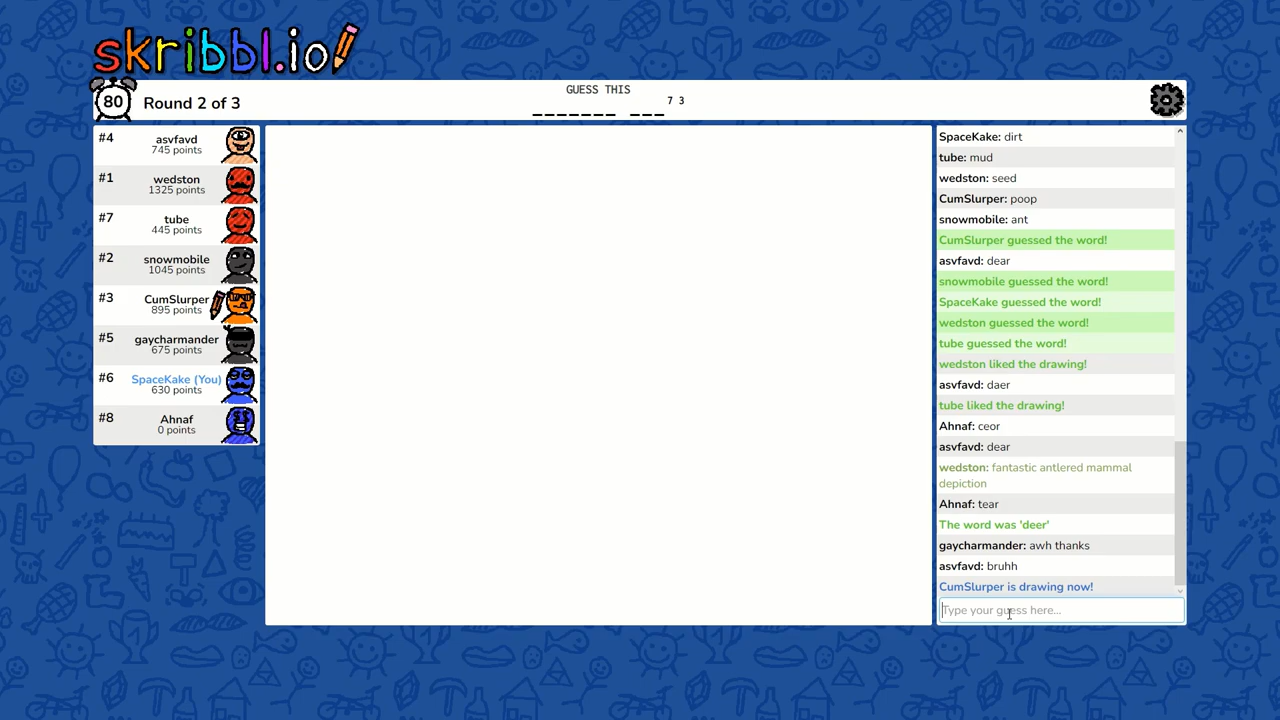 skribbl.io
80
Round 2 of 3
GUESS THIS
_______ ___ 7 3
#4 asvfavd
745 points
#1 wedston
1325 points
#7 tube
445 points
#2 snowmobile
1045 points
#3 CumSlurper
895 points
#5 gaycharmander
675 points
#6 SpaceKake (You)
630 points
#8 Ahnaf
0 points
SpaceKake: dirt
tube: mud
wedston: seed
CumSlurper: poop
snowmobile: ant
CumSlurper guessed the word!
asvfavd: dear
snowmobile guessed the word!
SpaceKake guessed the word!
wedston guessed the word!
tube guessed the word!
wedston liked the drawing!
asvfavd: daer
tube liked the drawing!
Ahnaf: ceor
asvfavd: dear
wedston: fantastic antlered mammal
depiction
Ahnaf: tear
The word was 'deer'
gaycharmander: awh thanks
asvfavd: bruhh
CumSlurper is drawing now!
Type your guess here...